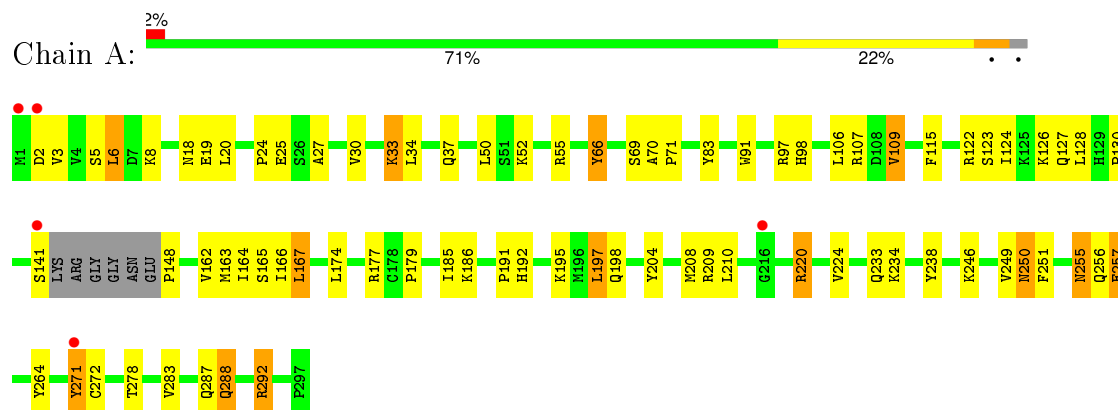 2%
Chain A:
71% 22% • •
M1 D2 V3 V4 S5 L6 D7 K8 N18 E19 L20 P24 E25 S26 A27 V30 K33 L34 Q37 L50 S51 K52 R55 Y66 S69 A70 P71 Y83 W91 R97 H98 L106 R107 D108 V109 F115 R122 S123 I124 K125 K126 Q127 L128 H129
S141 LYS ARG GLY GLY ASN GLU P148 V162 M163 I164 S165 I166 L167 L174 R177 C178 P179 I185 K186 P191 H192 K195 M196 L197 Q198 Y204 M208 R209 L210 G216 R220 V224 Q233 K234 Y238 K246 V249 N250 F251 N255 Q256
Y264 Y271 C272 T278 V283 Q287 Q288 R292 P297